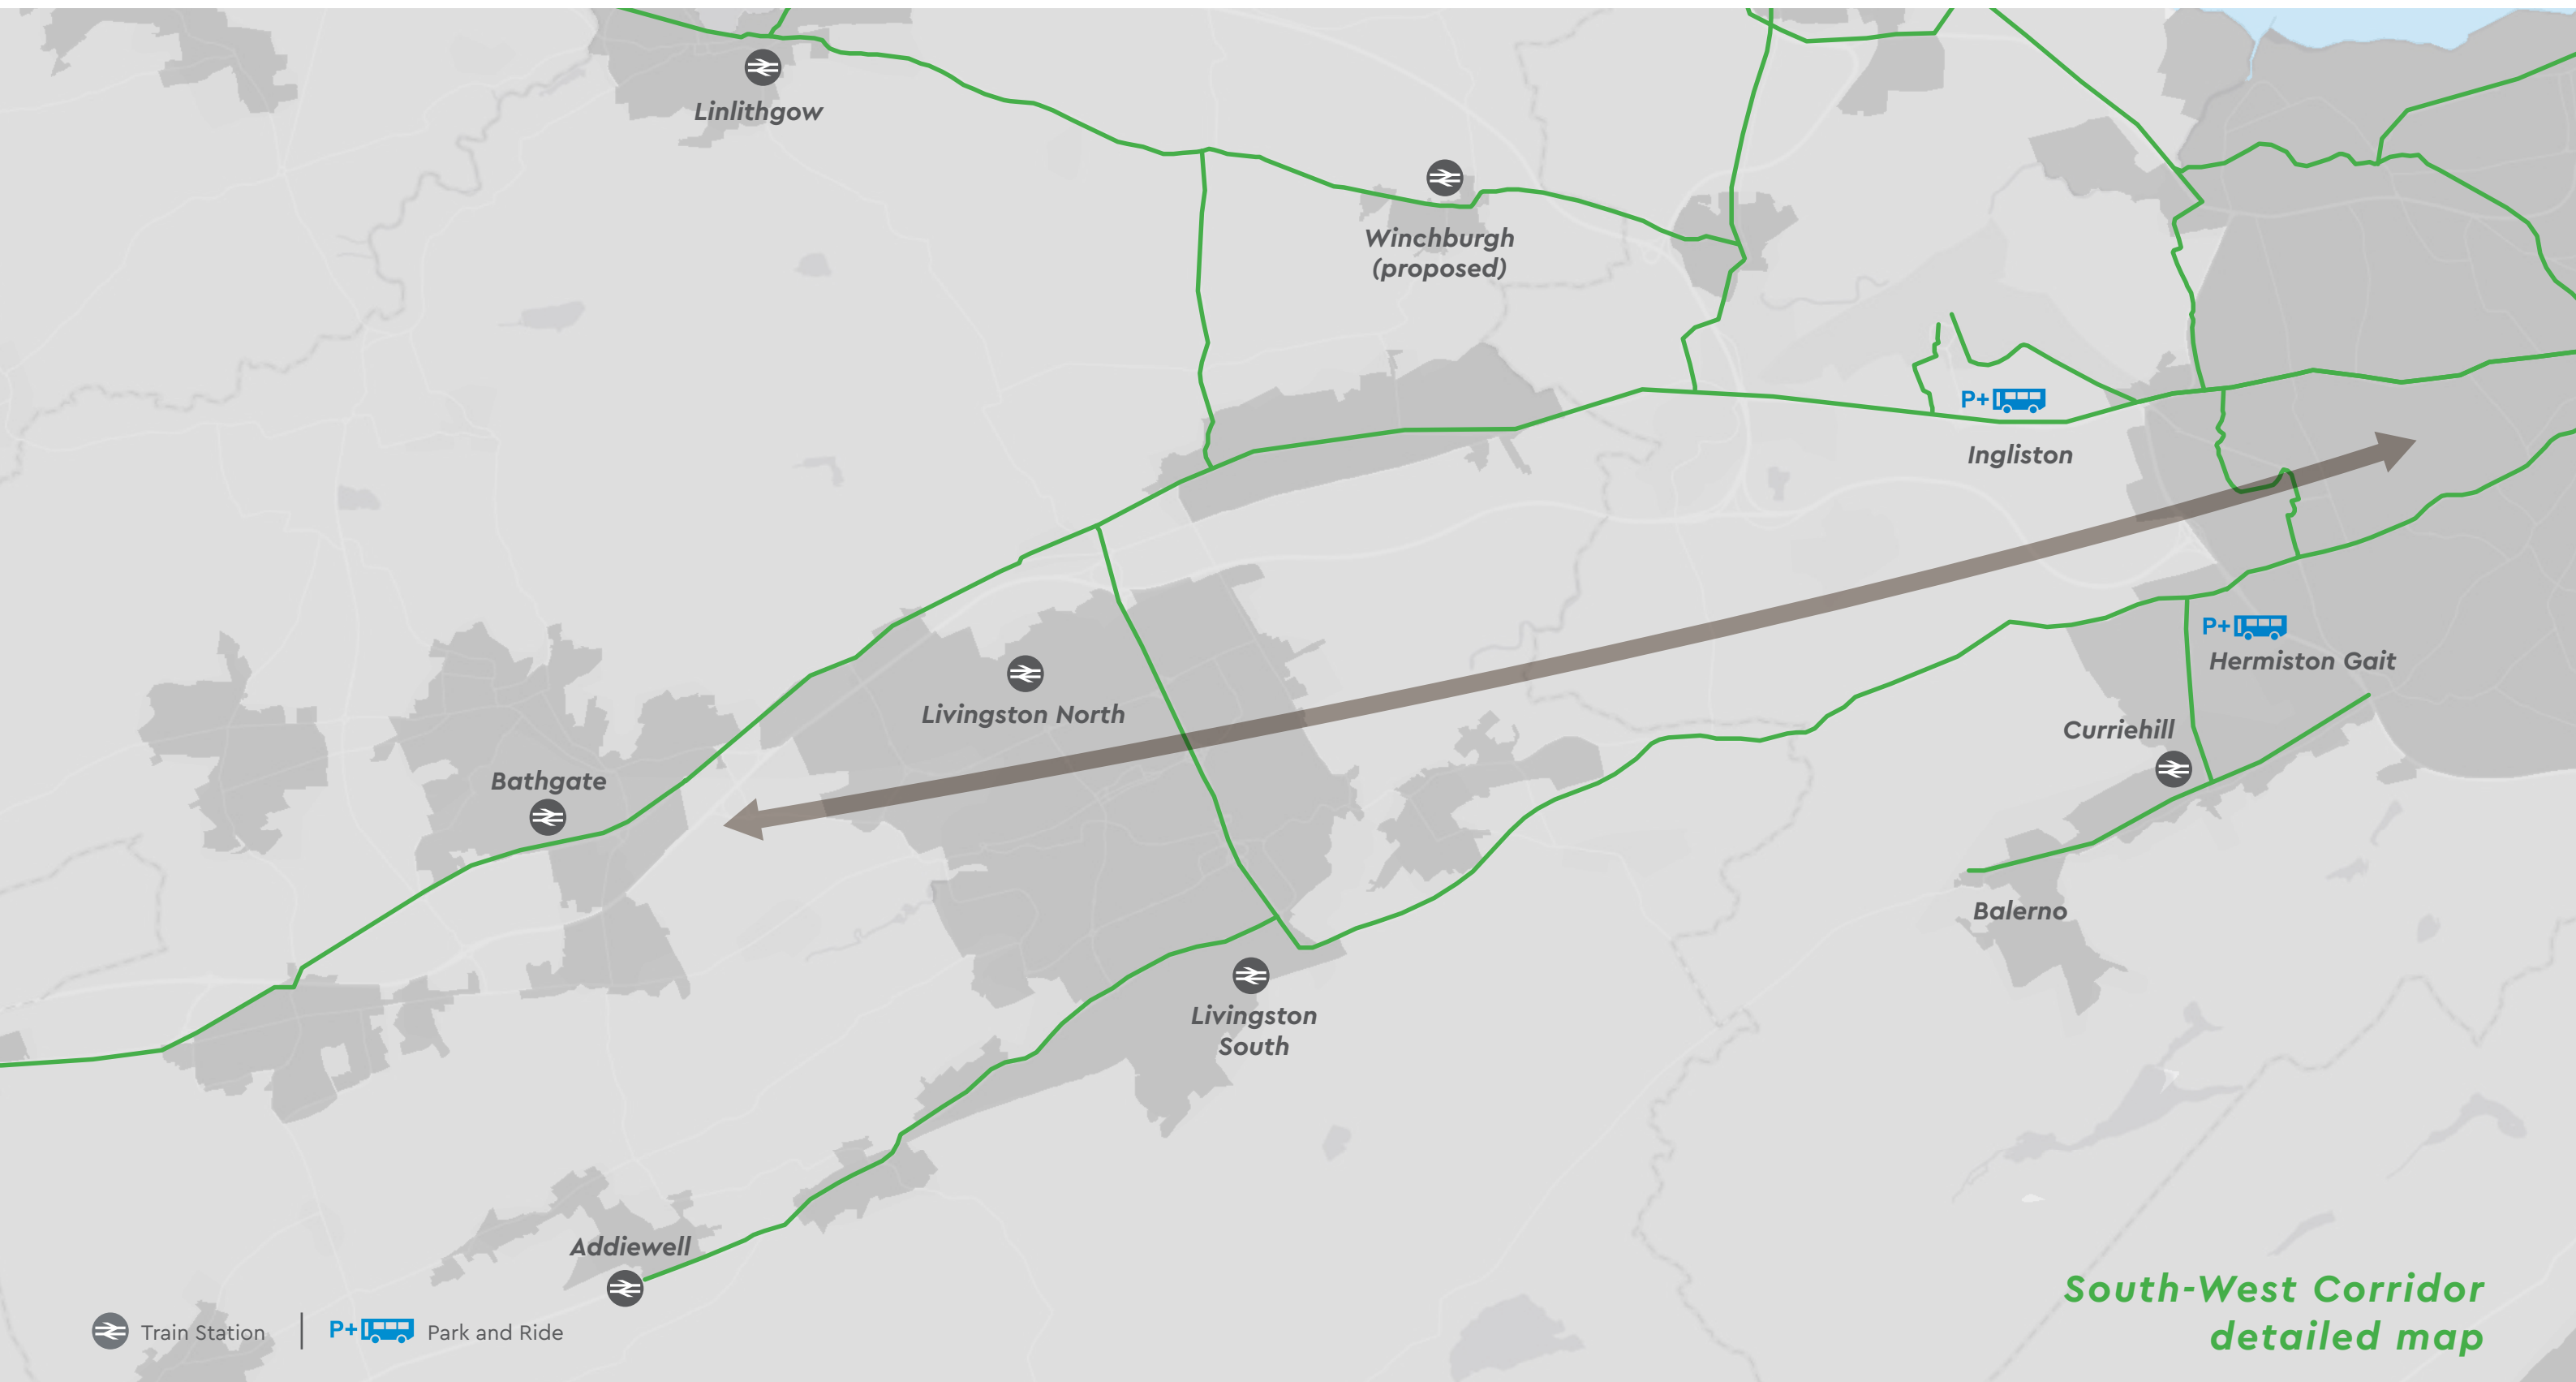 Linlithgow
Winchburgh
(proposed)
P+
Ingliston
P+
Hermiston Gait
Livingston North
Curriehill
Bathgate
Balerno
Livingston
South
Addiewell
South-West Corridor
detailed map
Train Station
P+ Park and Ride